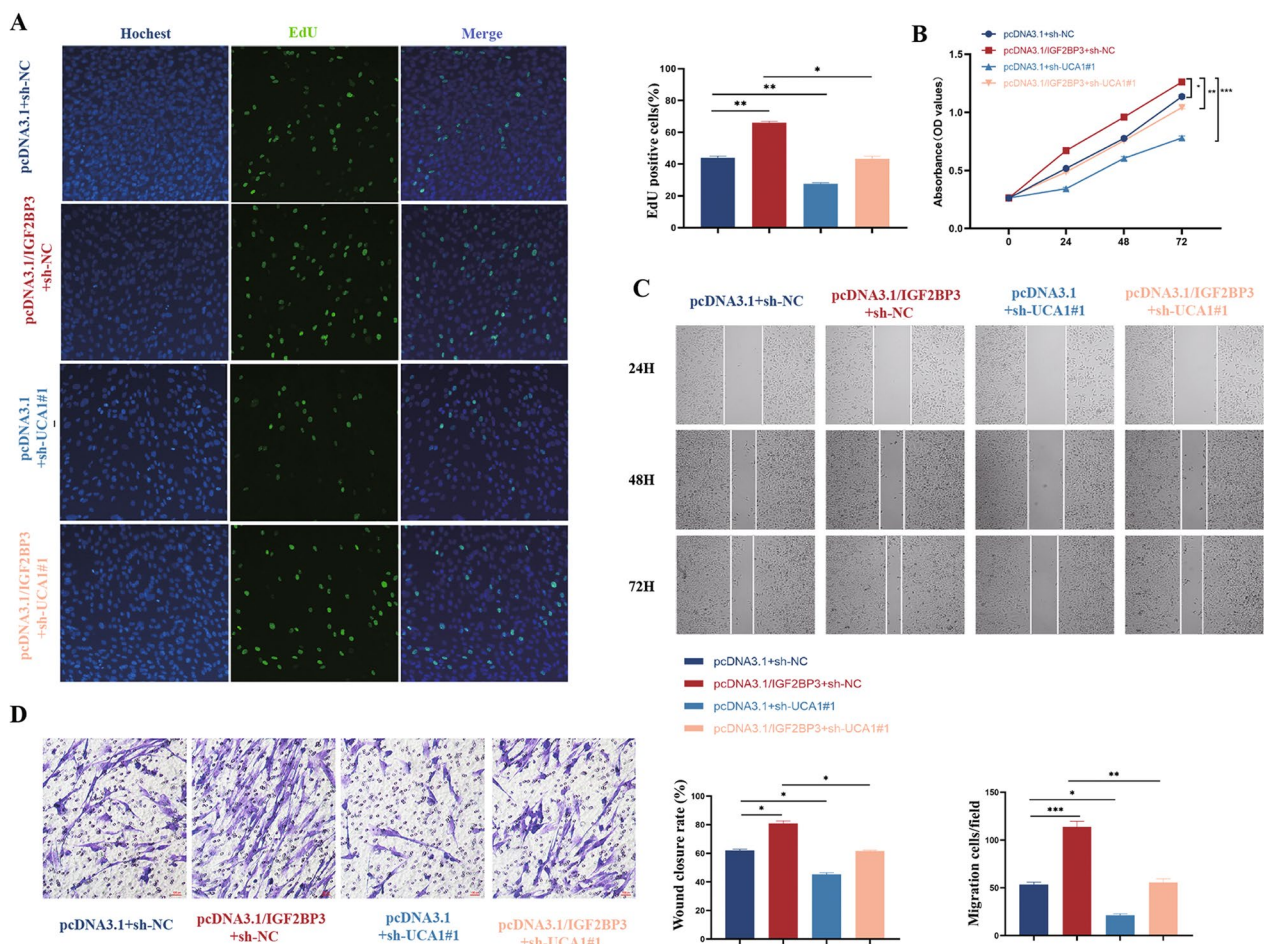 A
Hochest
EdU
Merge
pcDNA3.1+sh-NC
pcDNA3.1/IGF2BP3
+sh-NC
pcDNA3.1
+sh-UCA1#1
pcDNA3.1/IGF2BP3
+sh-UCA1#1
EdU positive cells(%)
100
80
60
40
20
0
**
**
*
B
pcDNA3.1+sh-NC
pcDNA3.1/IGF2BP3+sh-NC
pcDNA3.1+sh-UCA1#1
pcDNA3.1/IGF2BP3+sh-UCA1#1
Absorbance(OD values)
1.5
1.0
0.5
0.0
0 24 48 72
* ** ***
C
pcDNA3.1+sh-NC
pcDNA3.1/IGF2BP3
+sh-NC
pcDNA3.1
+sh-UCA1#1
pcDNA3.1/IGF2BP3
+sh-UCA1#1
24H
48H
72H
pcDNA3.1+sh-NC
pcDNA3.1/IGF2BP3+sh-NC
pcDNA3.1+sh-UCA1#1
pcDNA3.1/IGF2BP3+sh-UCA1#1
D
pcDNA3.1+sh-NC
pcDNA3.1/IGF2BP3
+sh-NC
pcDNA3.1
+sh-UCA1#1
pcDNA3.1/IGF2BP3
+sh-UCA1#1
Wound closure rate (%)
100
80
60
40
20
0
*
*
*
Migration cells/field
150
100
50
0
***
*
**